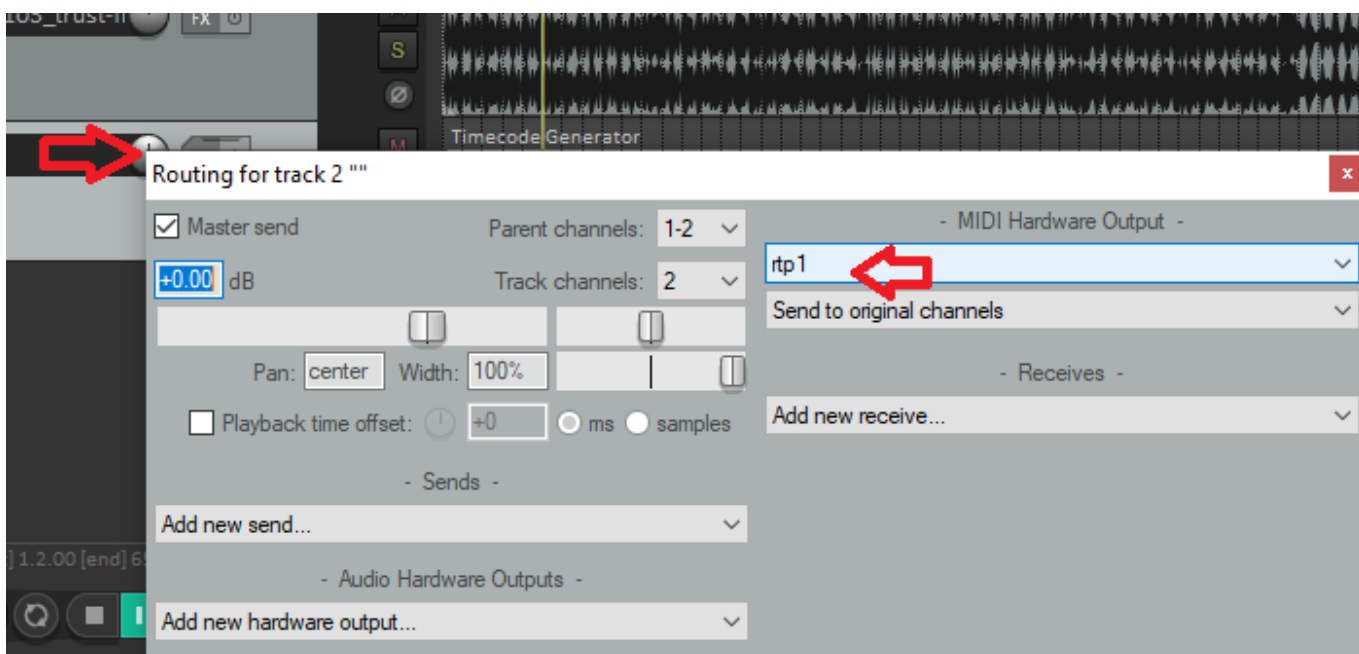 FX
S
M
Timecode Generator
Routing for track 2 ""
x
Master send
Parent channels: 1-2
- MIDI Hardware Output -
+0.00 dB
Track channels: 2
rtp1
Send to original channels
Pan: center Width: 100%
- Receives -
Playback time offset: +0 ms samples
Add new receive...
- Sends -
Add new send...
] 1.2.00 [end] 6
- Audio Hardware Outputs -
Add new hardware output...